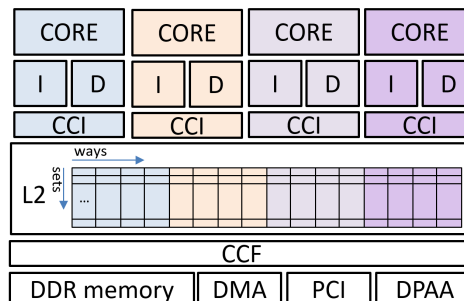 CORE CORE CORE CORE
I D I D I D I D
CCI CCI CCI CCI
ways
sets
L2
...
CCF
DDR memory DMA PCI DPAA